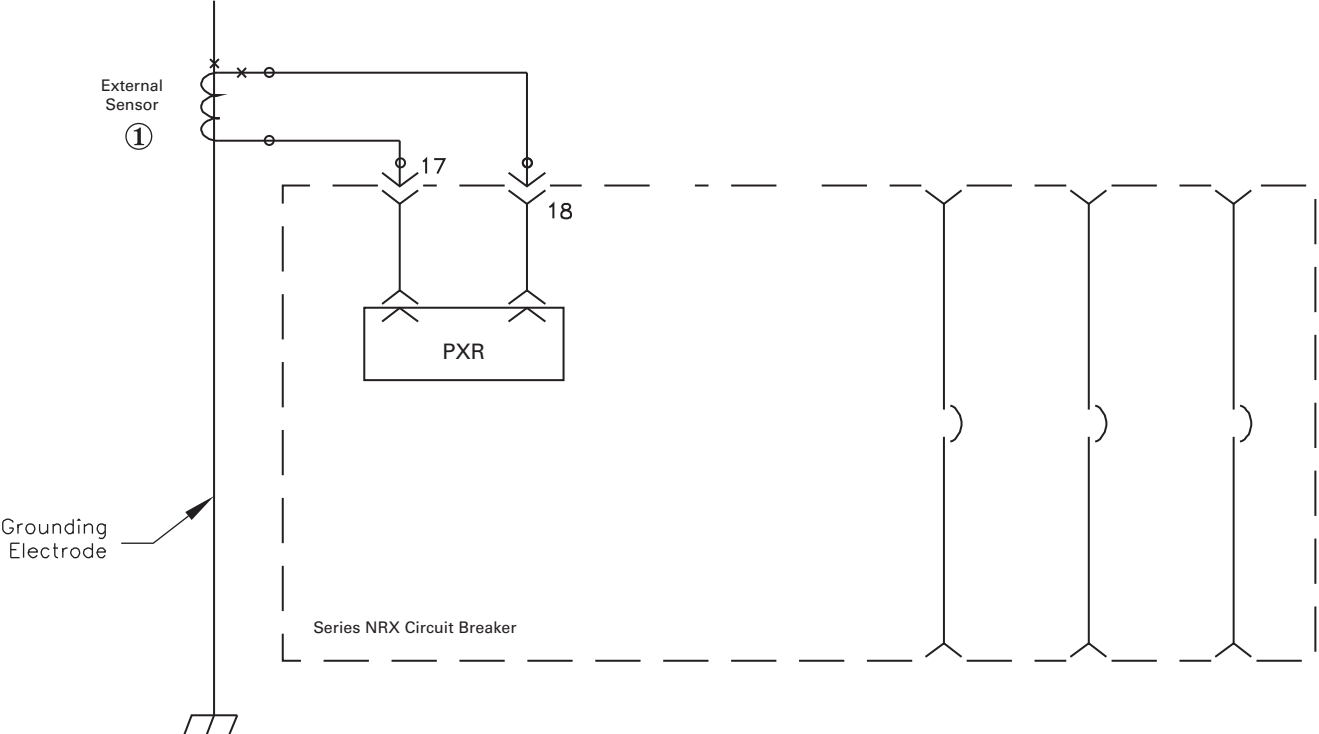 External
Sensor
①
17
18
PXR
Grounding
Electrode
Series NRX Circuit Breaker